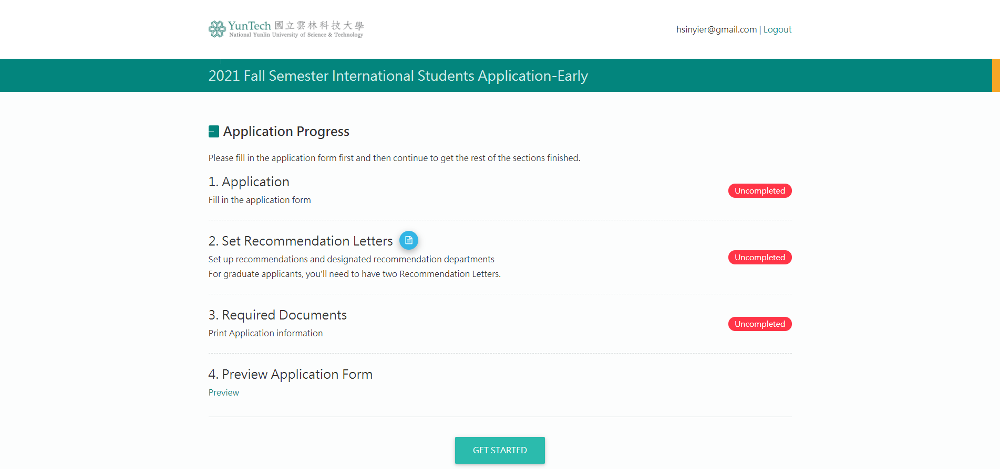 YunTech 國立雲林科技大學
National Yunlin University of Science & Technology
hsinyier@gmail.com | Logout
2021 Fall Semester International Students Application-Early
Application Progress
Please fill in the application form first and then continue to get the rest of the sections finished.
1. Application
Fill in the application form
Uncompleted
2. Set Recommendation Letters
Set up recommendations and designated recommendation departments
For graduate applicants, you'll need to have two Recommendation Letters.
Uncompleted
3. Required Documents
Print Application information
Uncompleted
4. Preview Application Form
Preview
GET STARTED